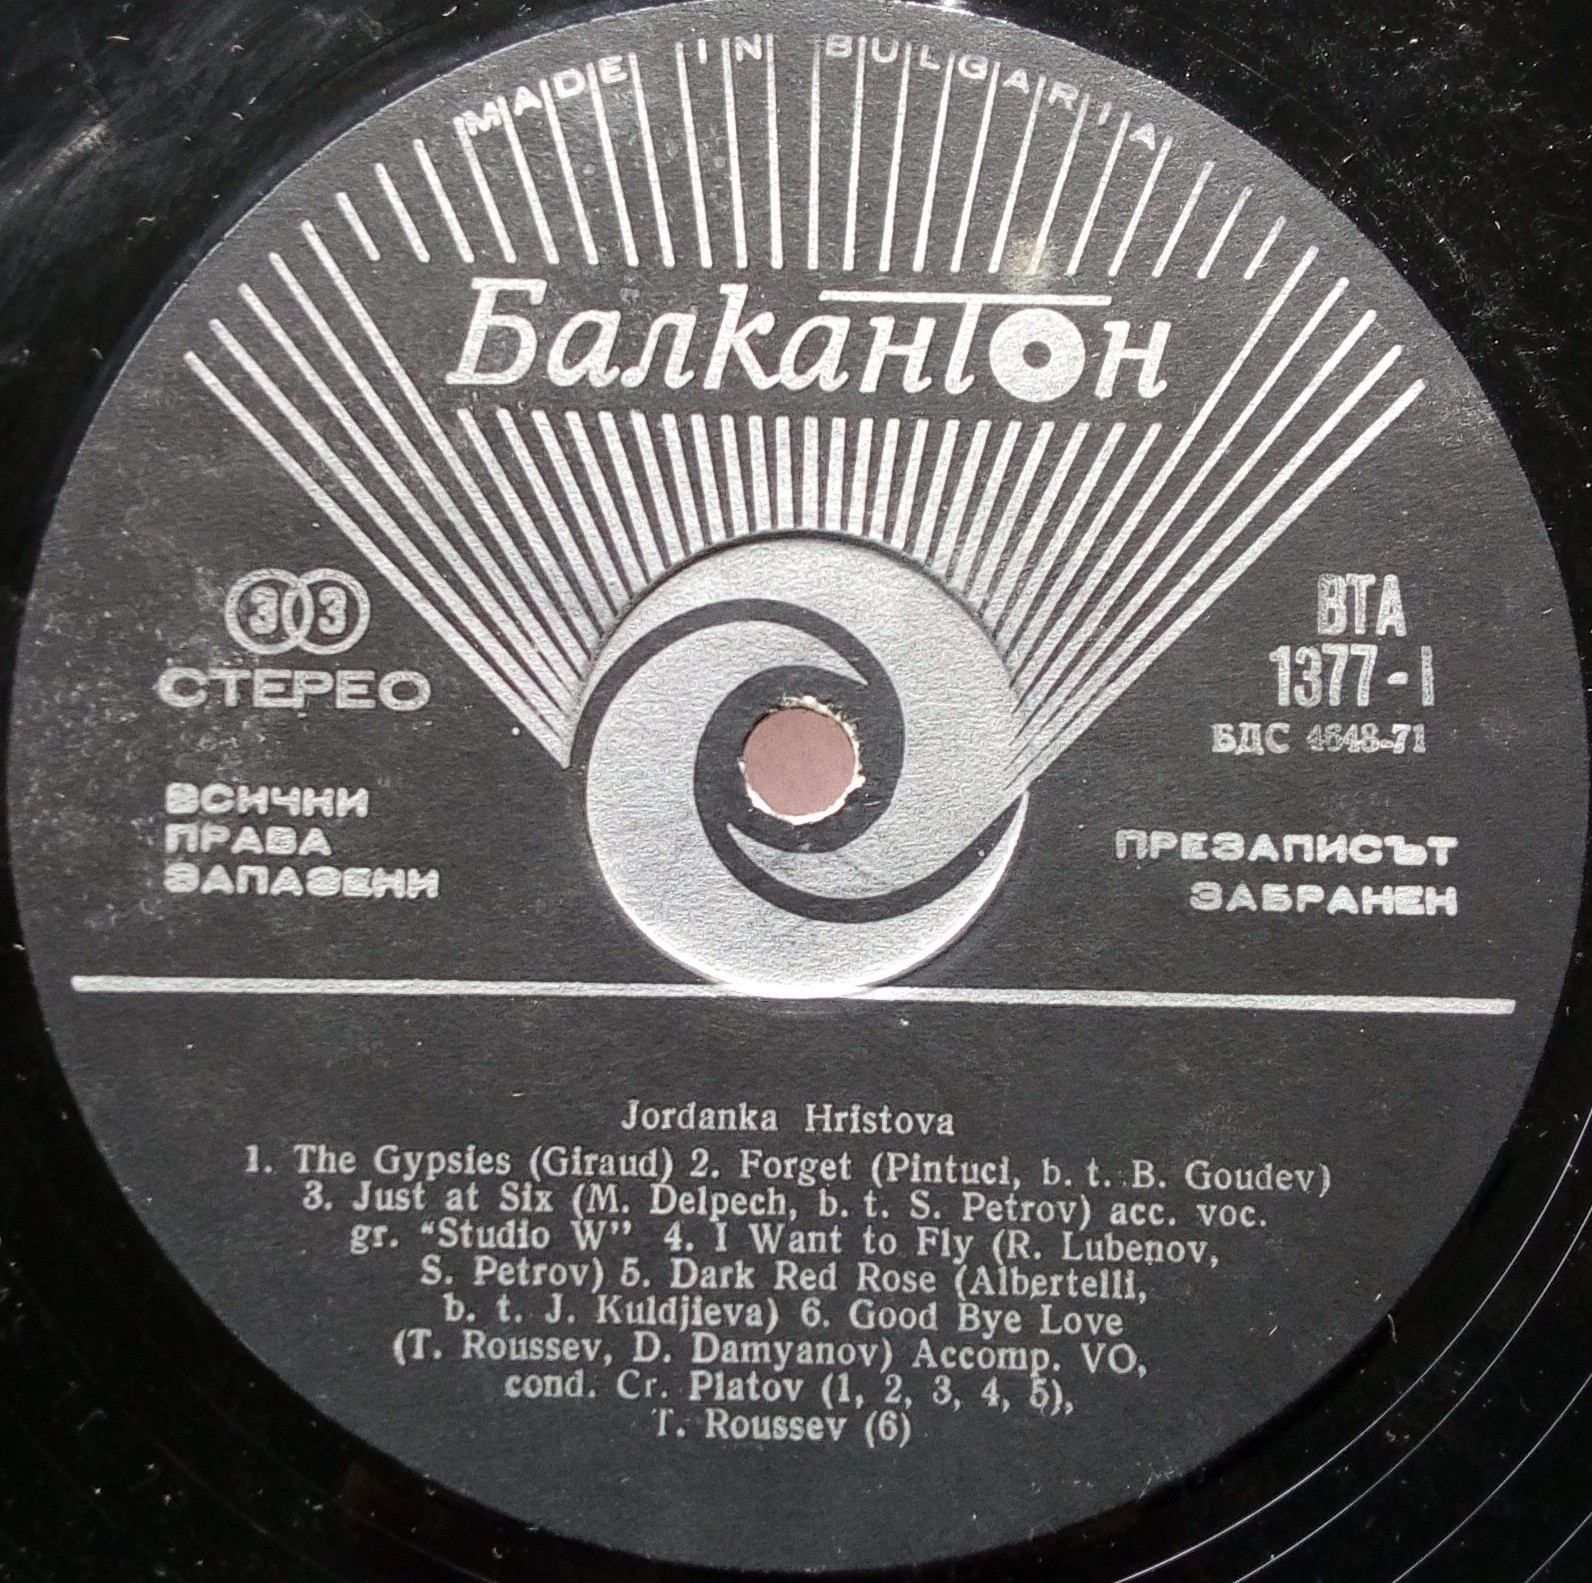 MADE IN BULGARIA
Балкантон
33
СТЕРЕО
ВТА
1377-I
БДС 4648-71
ВСИЧКИ
ПРАВА
ЗАПАЗЕНИ
ПРЕЗАПИСЪТ
ЗАБРАНЕН
Jordanka Hristova
1. The Gypsies (Giraud) 2. Forget (Pintuci, b. t. B. Goudev)
3. Just at Six (M. Delpech, b. t. S. Petrov) acc. voc.
gr. “Studio W” 4. I Want to Fly (R. Lubenov,
S. Petrov) 5. Dark Red Rose (Albertelli,
b. t. J. Kuldjieva) 6. Good Bye Love
(T. Roussev, D. Damyanov) Accomp. VO,
cond. Cr. Platov (1, 2, 3, 4, 5),
T. Roussev (6)